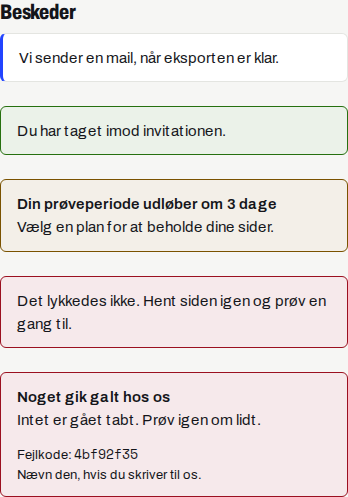 Beskeder
Vi sender en mail, når eksporten er klar.
Du har taget imod invitationen.
Din prøveperiode udløber om 3 dage
Vælg en plan for at beholde dine sider.
Det lykkedes ikke. Hent siden igen og prøv en
gang til.
Noget gik galt hos os
Intet er gået tabt. Prøv igen om lidt.
Fejlkode: 4bf92f35
Nævn den, hvis du skriver til os.